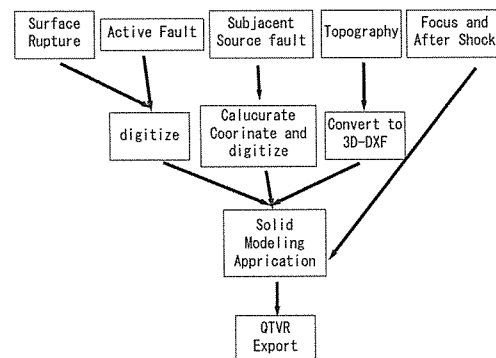 Surface
Rupture
Active Fault
Subjacent
Source fault
Topography
Focus and
After Shock
digitize
Calucurate
Coorinate and
digitize
Convert to
3D-DXF
Solid
Modeling
Apprication
QTVR
Export